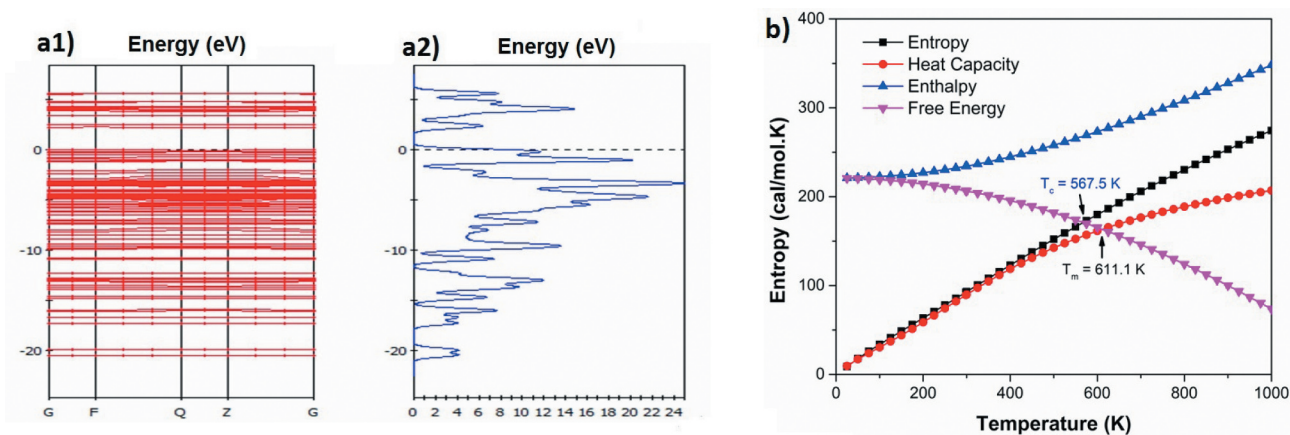 a1)
Energy (eV)
0
-10
-20
G F Q Z G
a2)
Energy (eV)
0
-10
-20
0 2 4 6 8 10 12 14 16 18 20 22 24
b)
Entropy (cal/mol.K)
400
300
200
100
0
Entropy
Heat Capacity
Enthalpy
Free Energy
Tc = 567.5 K
Tm = 611.1 K
0 200 400 600 800 1000
Temperature (K)